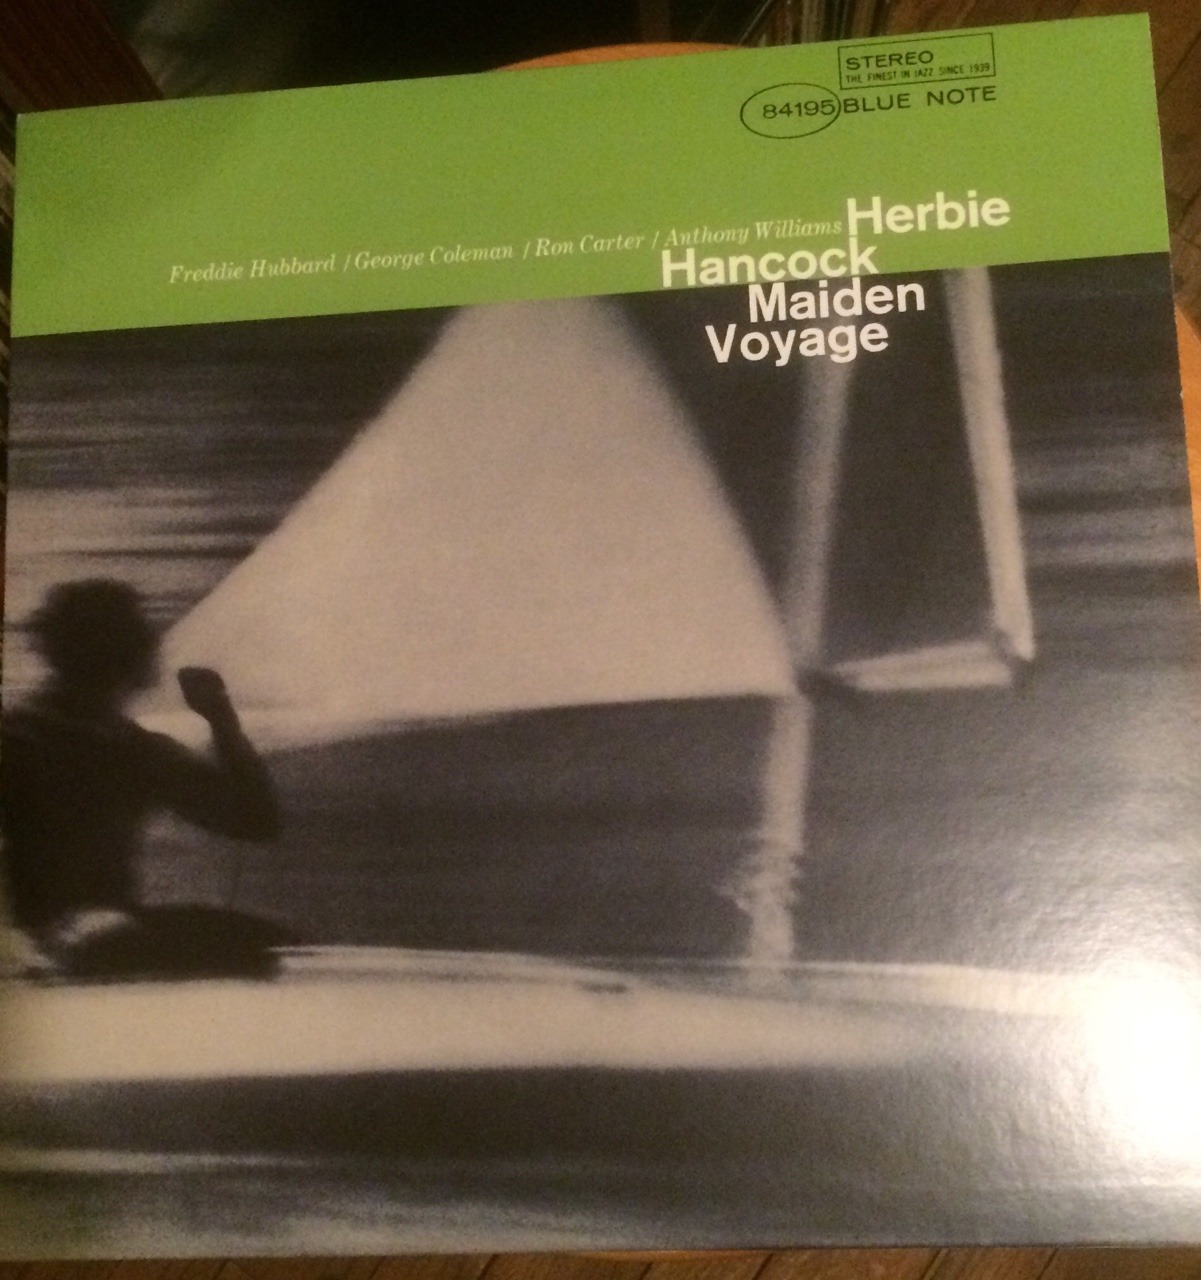 STEREO
THE FINEST IN JAZZ SINCE 1939
84195 BLUE NOTE
Freddie Hubbard / George Coleman / Ron Carter / Anthony Williams Herbie
Hancock
Maiden
Voyage